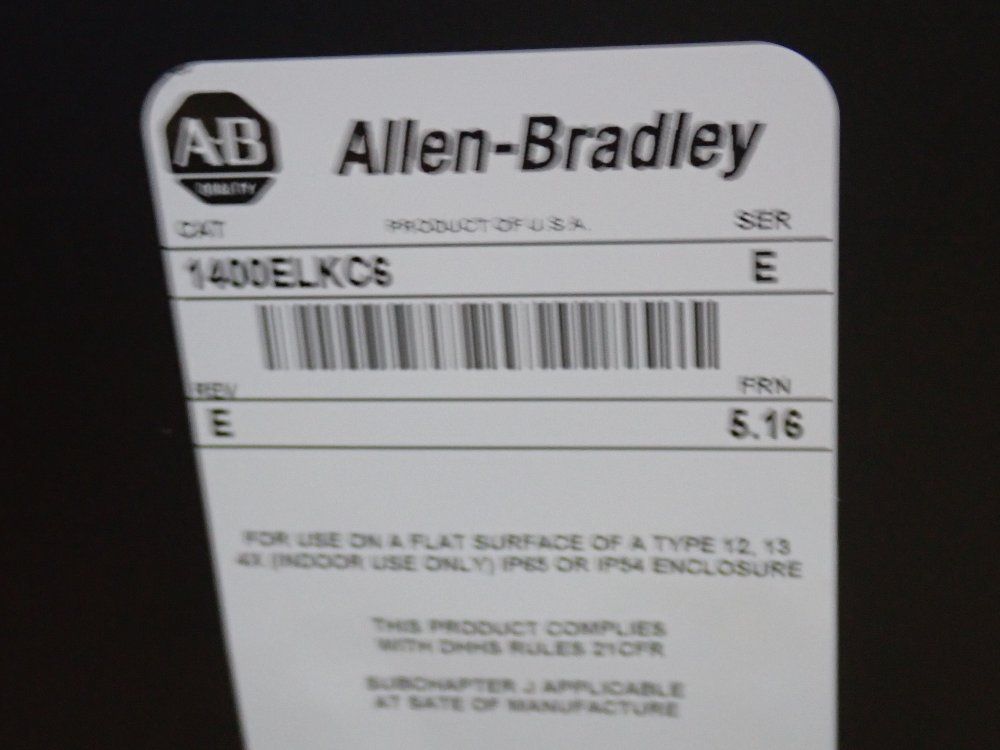 A-B
QUALITY
Allen-Bradley
CAT PRODUCT OF U.S.A. SER
1400ELKC6 E
REV FRN
E 5.16
FOR USE ON A FLAT SURFACE OF A TYPE 12, 13
4X (INDOOR USE ONLY) IP65 OR IP54 ENCLOSURE
THIS PRODUCT COMPLIES
WITH DHHS RULES 21CFR
SUBCHAPTER J APPLICABLE
AT DATE OF MANUFACTURE